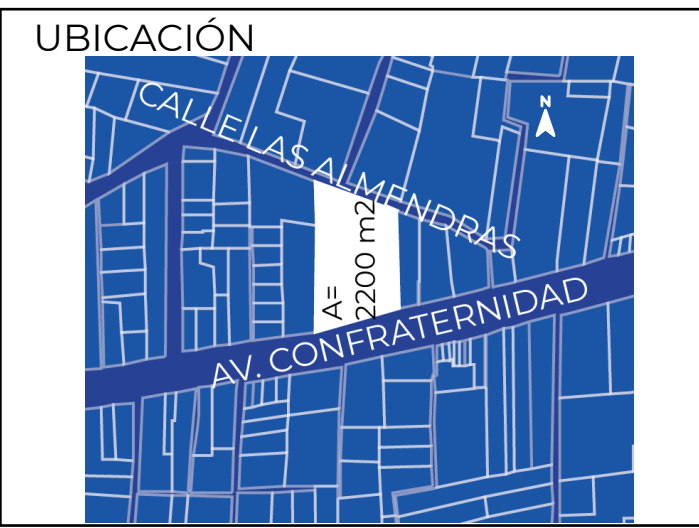 UBICACIÓN
N
CALLE LAS ALMENDRAS
A=
2200 m2
AV. CONFRATERNIDAD